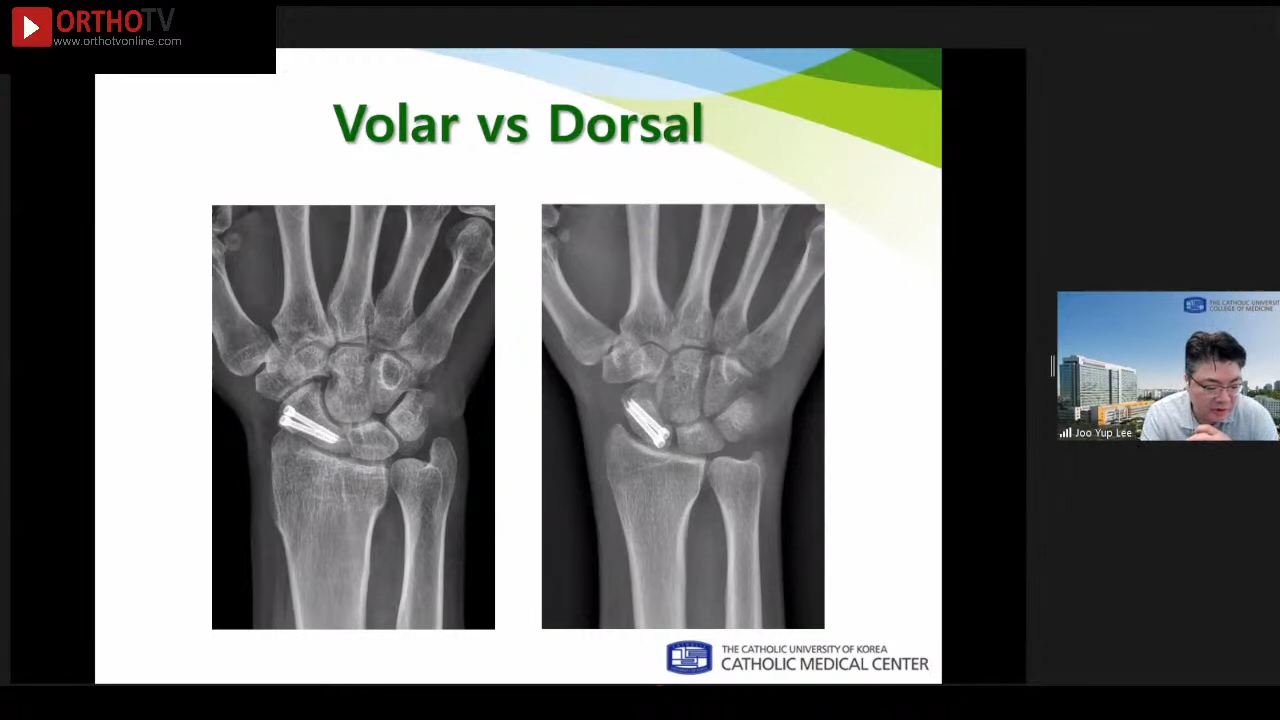 ORTHOTV
www.orthotvonline.com
Volar vs Dorsal
THE CATHOLIC UNIVERSITY OF KOREA
CATHOLIC MEDICAL CENTER
THE CATHOLIC UNIVERSI
COLLEGE OF MEDICINE
Joo Yup Lee